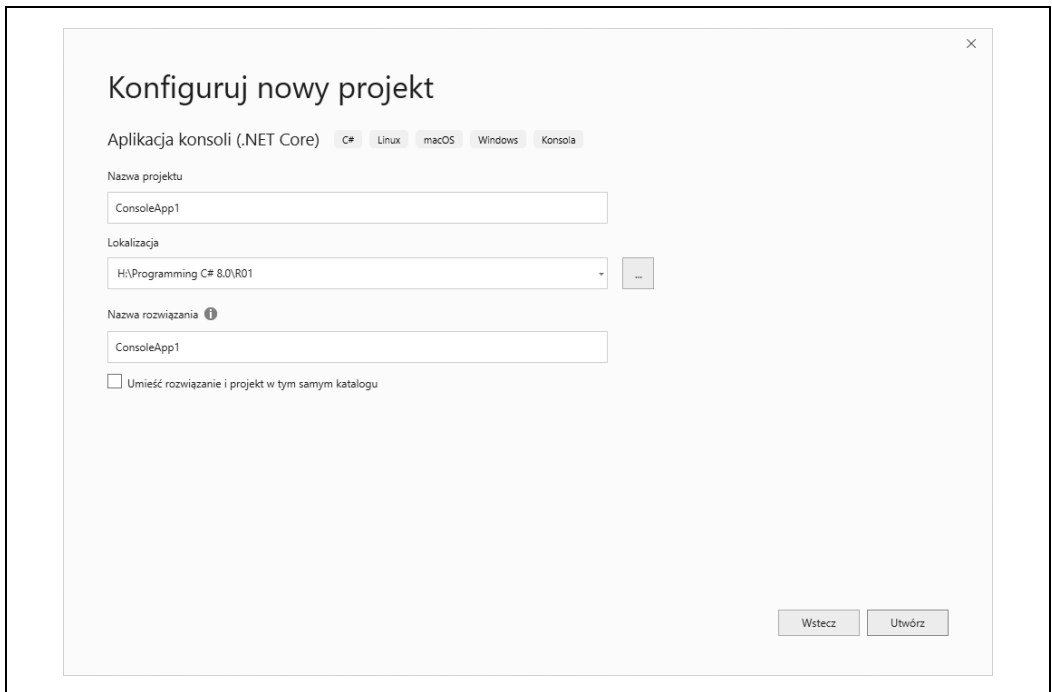 Konfiguruj nowy projekt
Aplikacja konsoli (.NET Core) C# Linux macOS Windows Konsola
Nazwa projektu
ConsoleApp1
Lokalizacja
H:\Programming C# 8.0\R01
...
Nazwa rozwiązania
ConsoleApp1
Umieść rozwiązanie i projekt w tym samym katalogu
Wstecz Utwórz